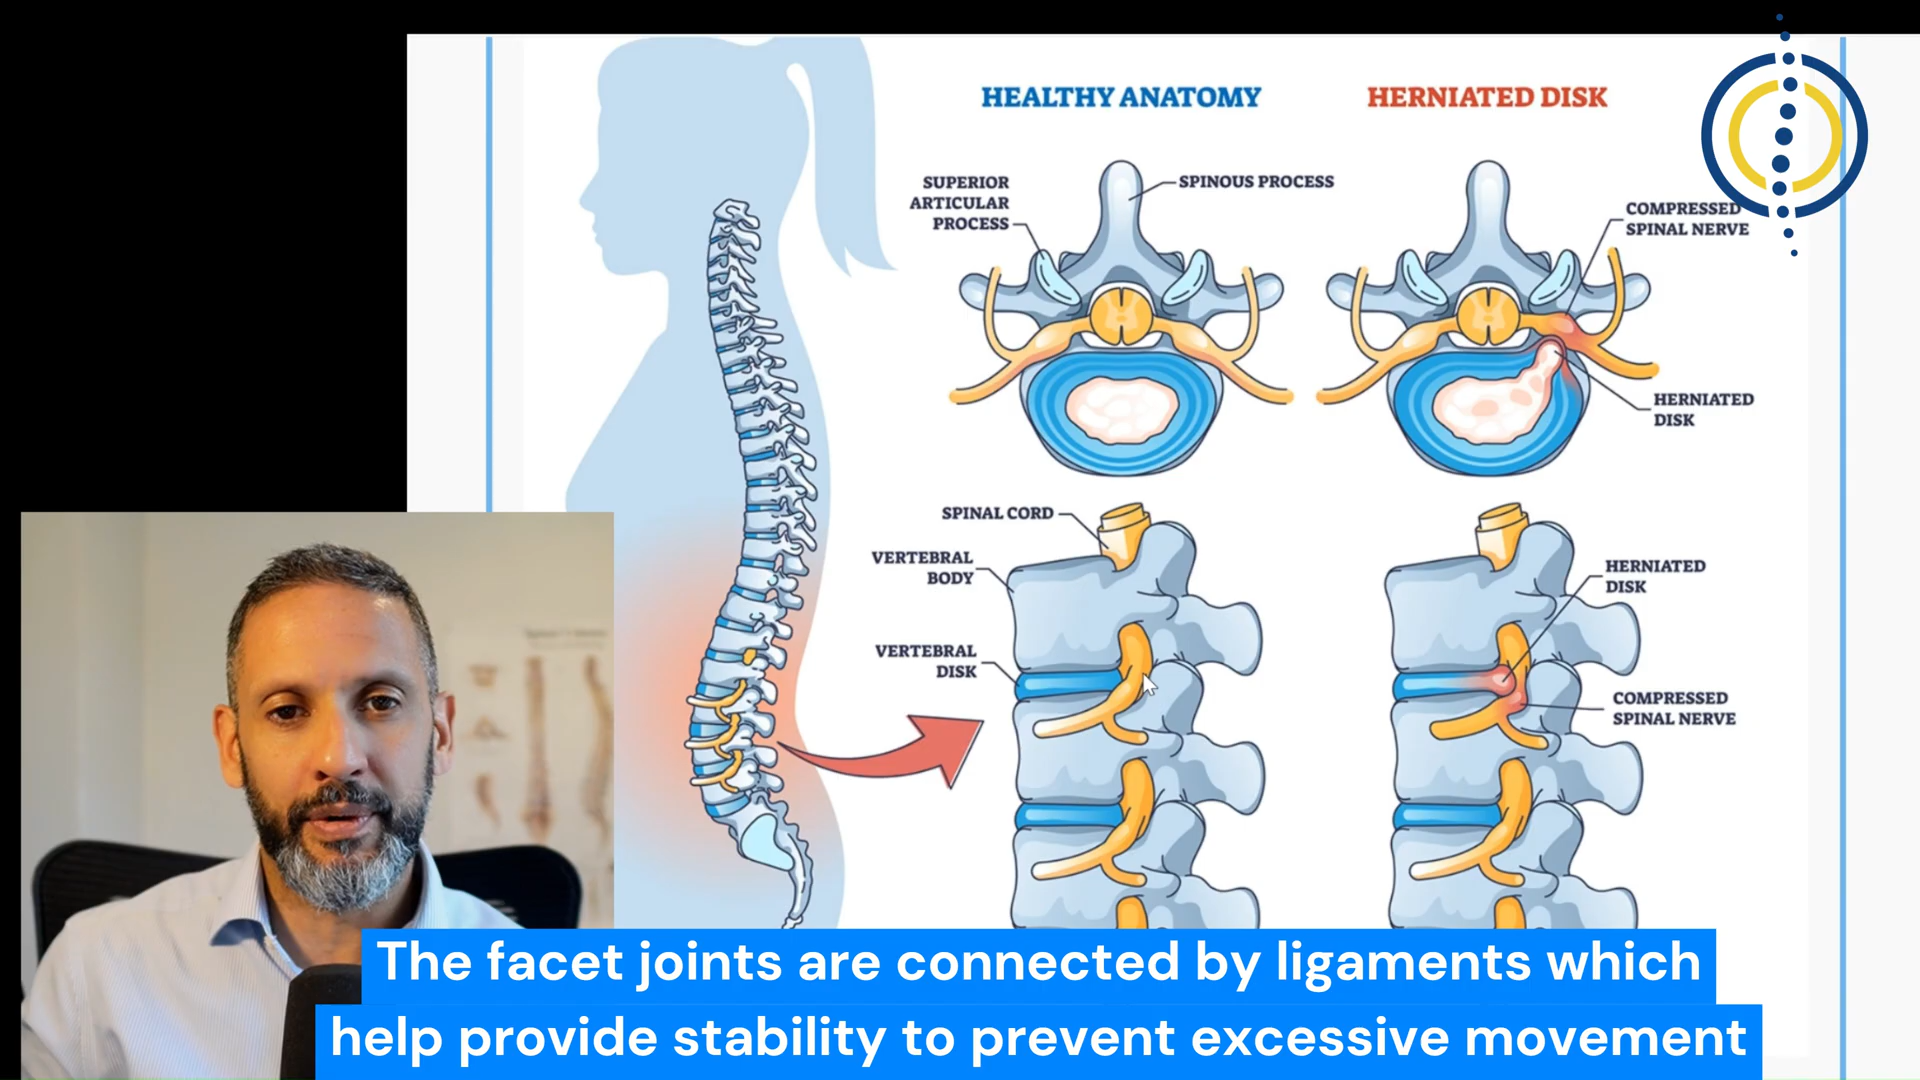 HEALTHY ANATOMY
HERNIATED DISK
SUPERIOR
ARTICULAR
PROCESS
SPINOUS PROCESS
COMPRESSED
SPINAL NERVE
HERNIATED
DISK
SPINAL CORD
VERTEBRAL
BODY
VERTEBRAL
DISK
HERNIATED
DISK
COMPRESSED
SPINAL NERVE
The facet joints are connected by ligaments which
help provide stability to prevent excessive movement